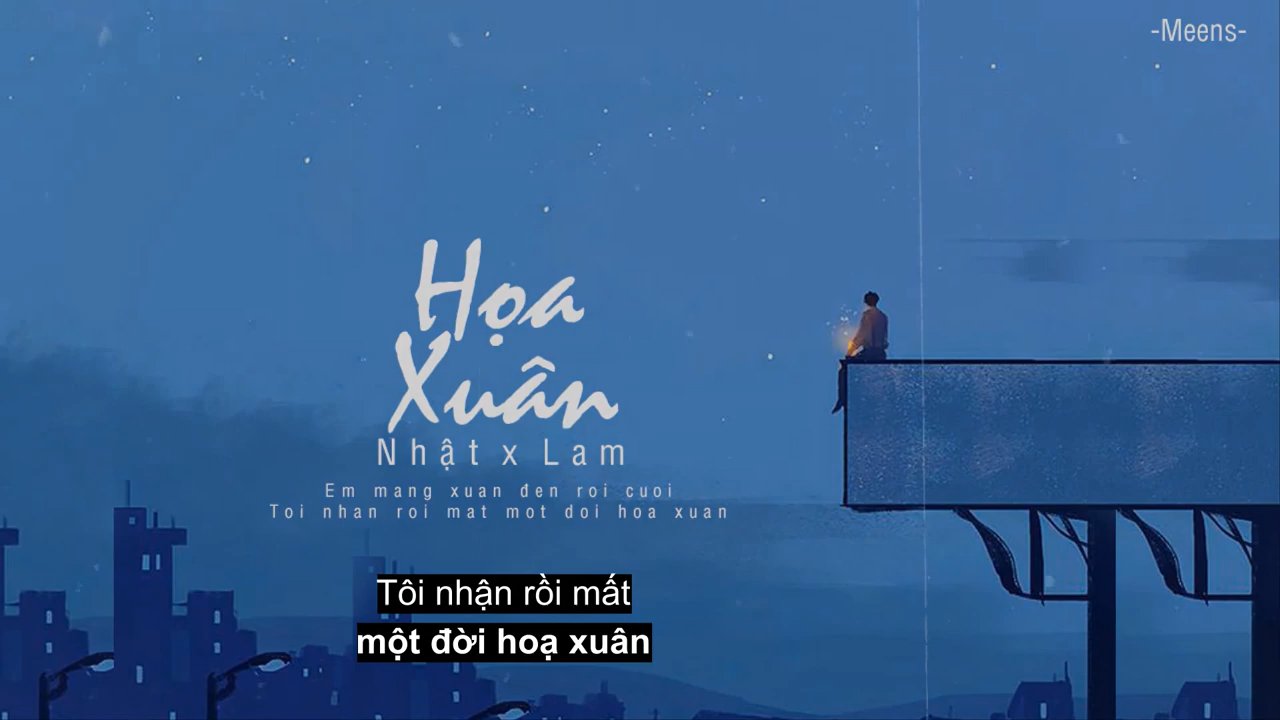 -Meens-
Họa
Xuân
Nhật x Lam
Em mang xuan đen roi cuoi
Toi nhan roi mat mot doi hoa xuan
Tôi nhận rồi mất
một đời hoạ xuân